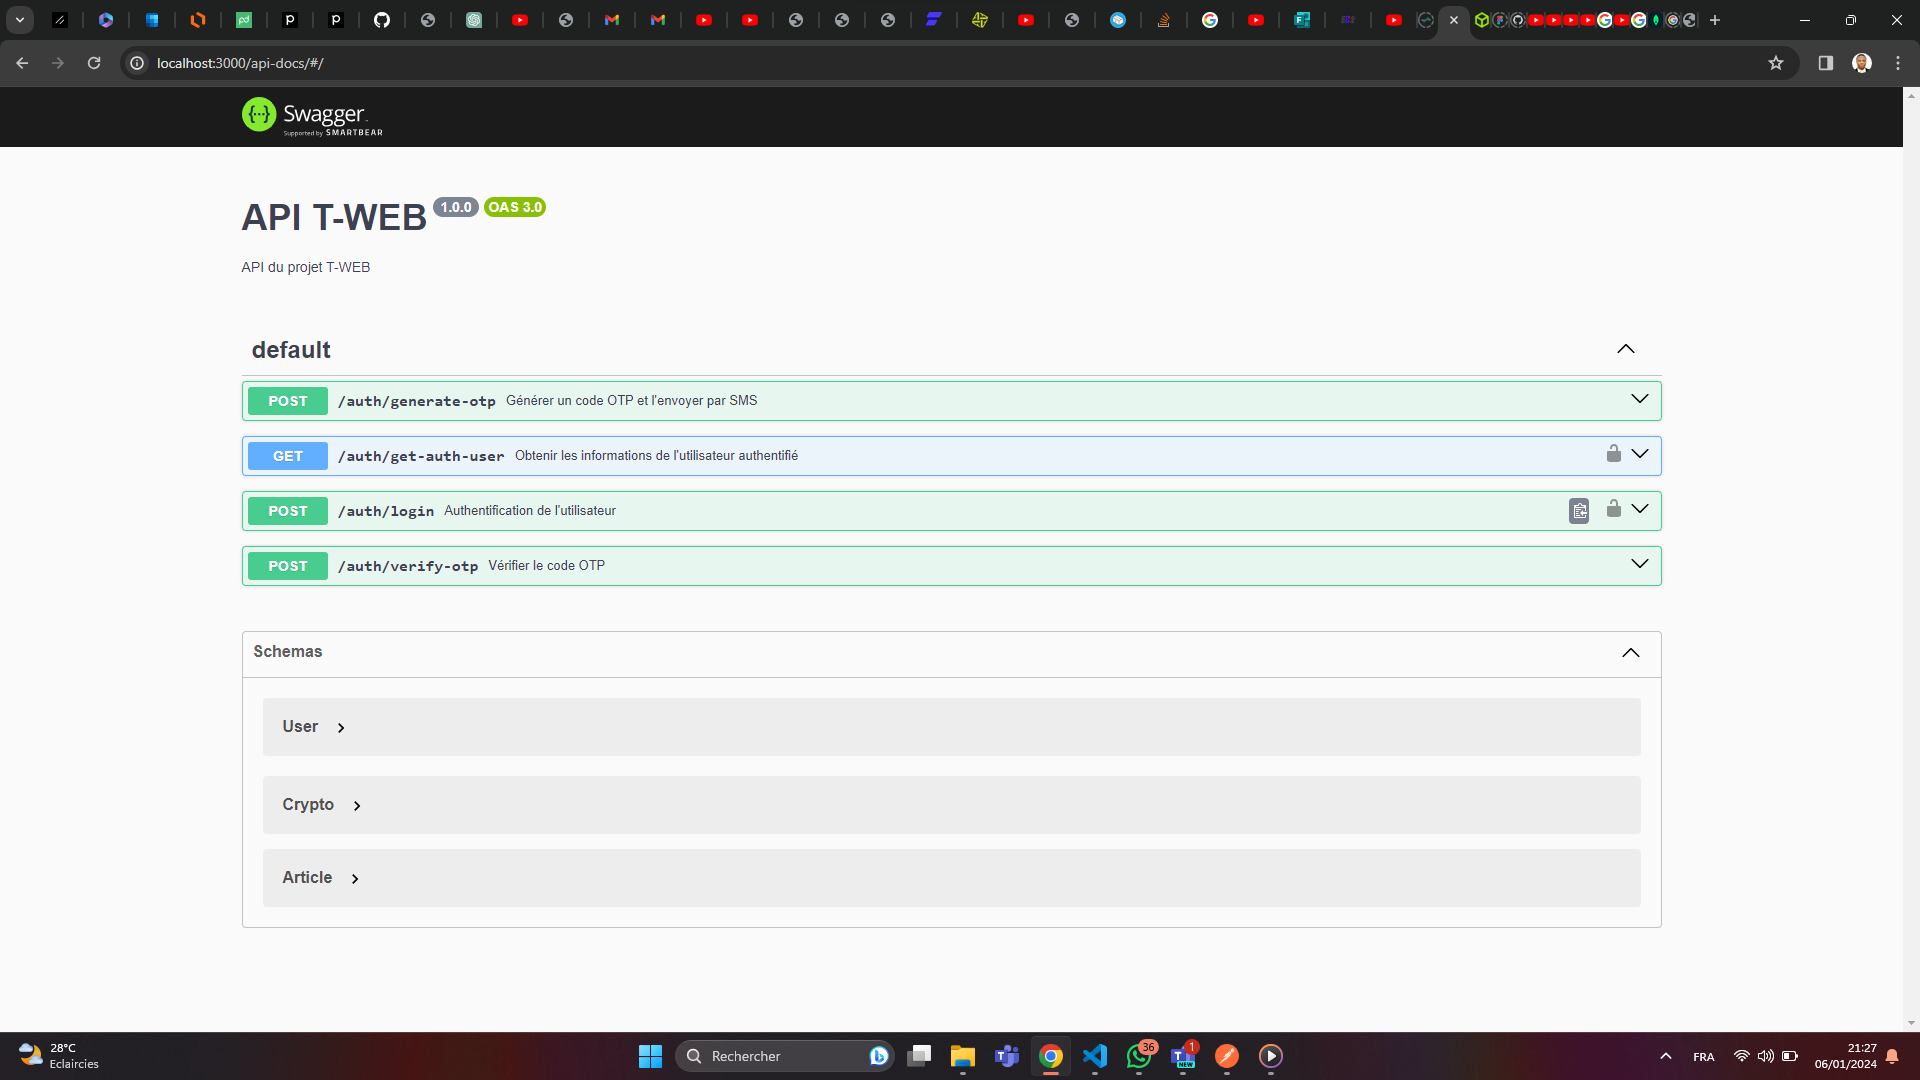 localhost:3000/api-docs/#/
{...} Swagger
Supported by SMARTBEAR
API T-WEB 1.0.0 OAS 3.0
API du projet T-WEB
default
POST /auth/generate-otp Générer un code OTP et l'envoyer par SMS
GET /auth/get-auth-user Obtenir les informations de l'utilisateur authentifié
POST /auth/login Authentification de l'utilisateur
POST /auth/verify-otp Vérifier le code OTP
Schemas
User
Crypto
Article
28°C
Eclaircies
Rechercher
36
1
NEW
FRA
21:27
06/01/2024